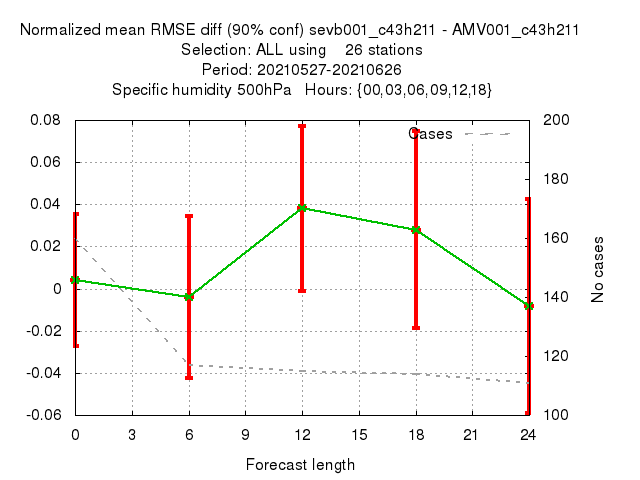 Normalized mean RMSE diff (90% conf) sevb001_c43h211 - AMV001_c43h211
Selection: ALL using    26 stations
Period: 20210527-20210626
Specific humidity 500hPa   Hours: {00,03,06,09,12,18}
Cases
0.08
0.06
0.04
0.02
0
-0.02
-0.04
-0.06
200
180
160
140
120
100
No cases
0 3 6 9 12 15 18 21 24
Forecast length